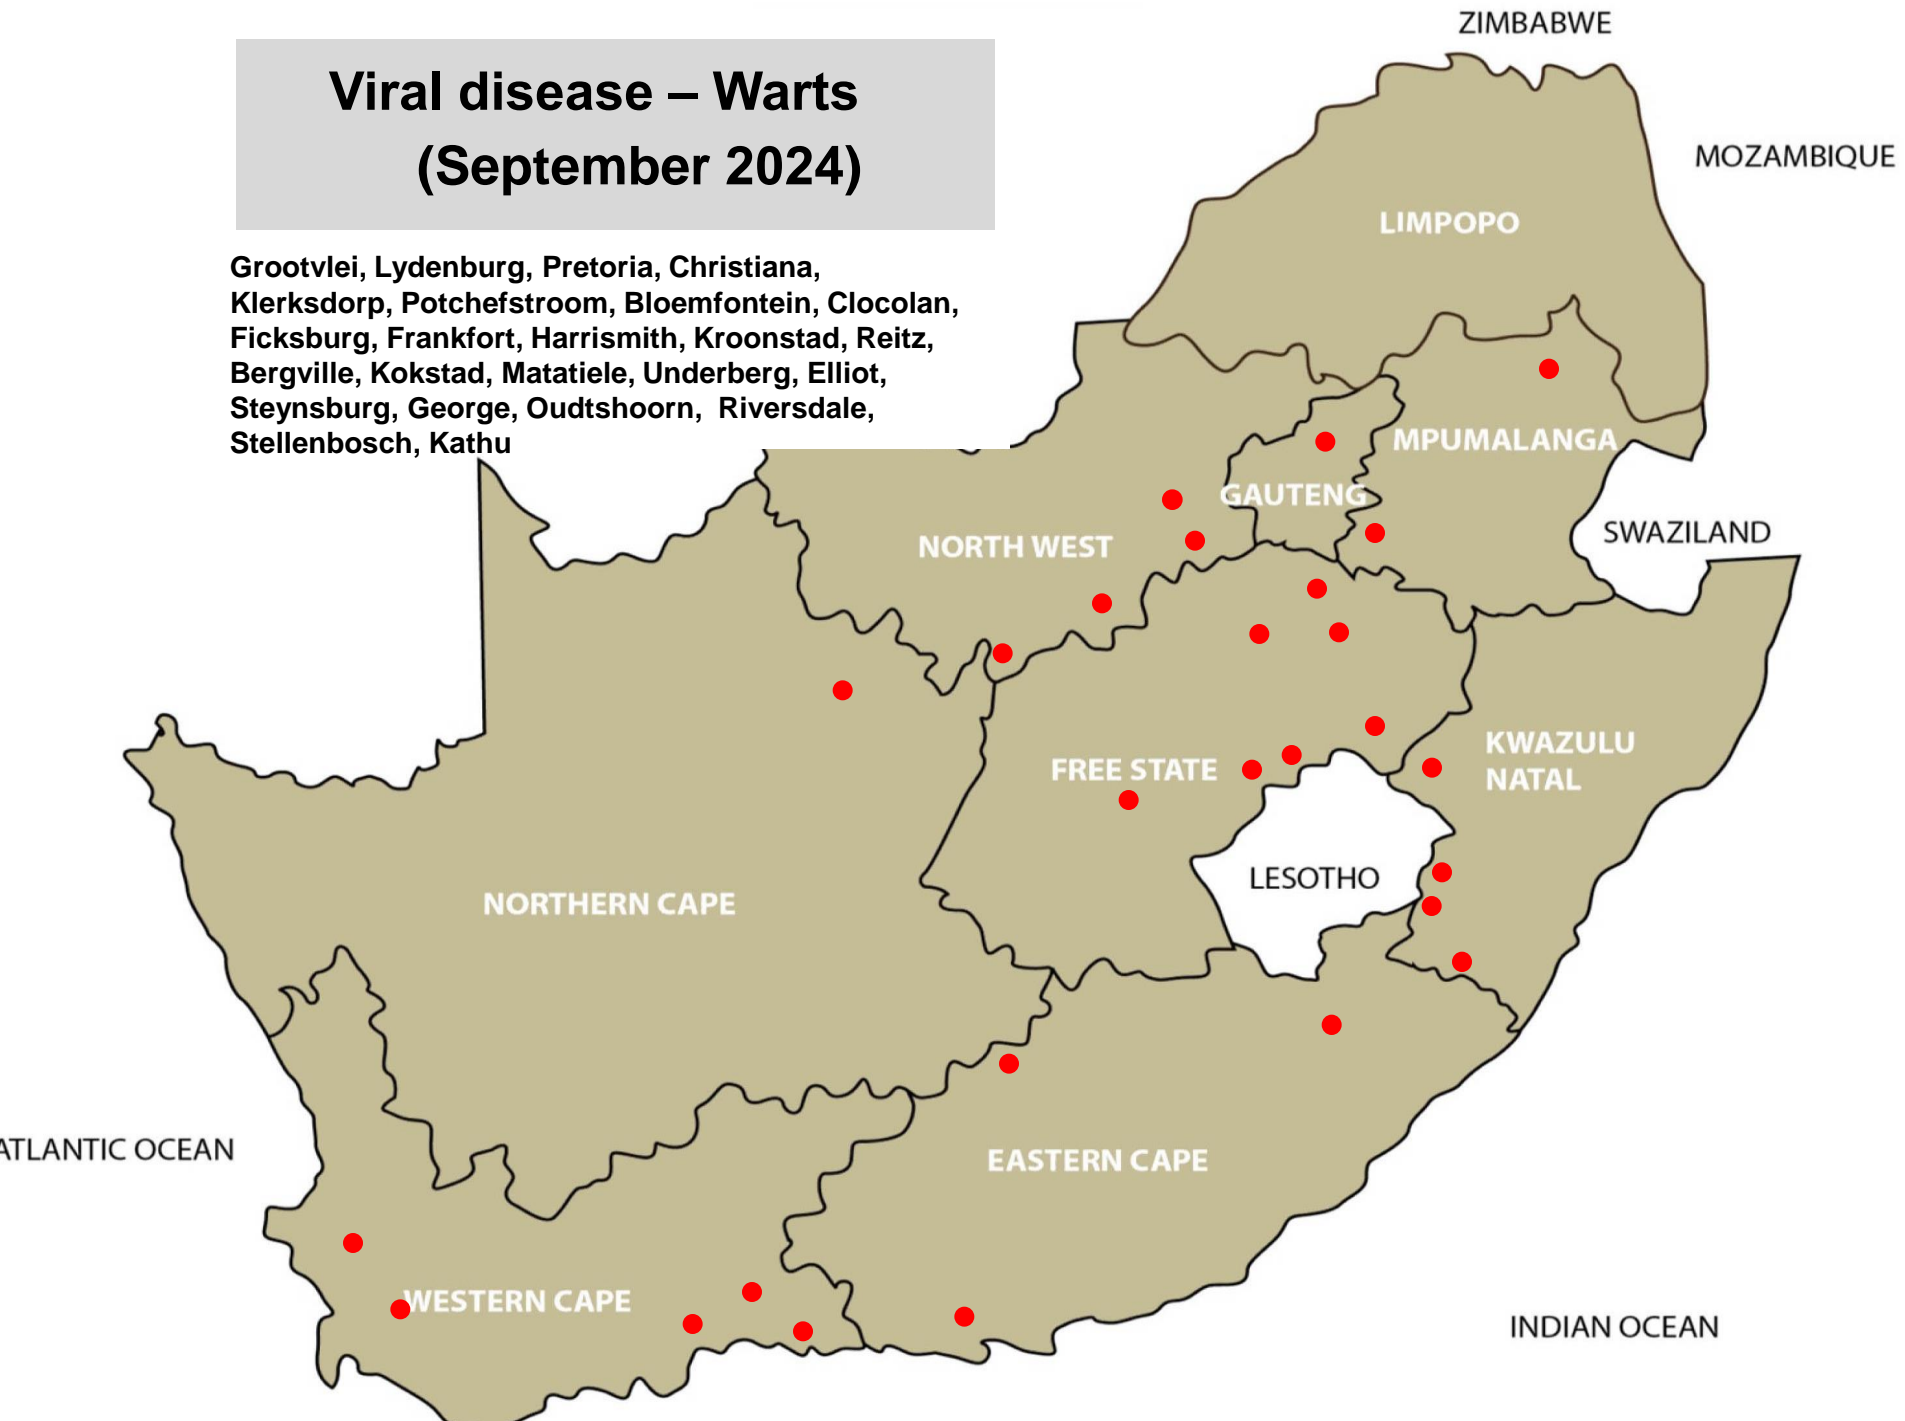 ZIMBABWE
Viral disease – Warts
(September 2024)
MOZAMBIQUE
LIMPOPO
Grootvlei, Lydenburg, Pretoria, Christiana,
Klerksdorp, Potchefstroom, Bloemfontein, Clocolan,
Ficksburg, Frankfort, Harrismith, Kroonstad, Reitz,
Bergville, Kokstad, Matatiele, Underberg, Elliot,
Steynsburg, George, Oudtshoorn, Riversdale,
Stellenbosch, Kathu
MPUMALANGA
GAUTENG
SWAZILAND
NORTH WEST
KWAZULU
NATAL
FREE STATE
LESOTHO
NORTHERN CAPE
ATLANTIC OCEAN
EASTERN CAPE
WESTERN CAPE
INDIAN OCEAN